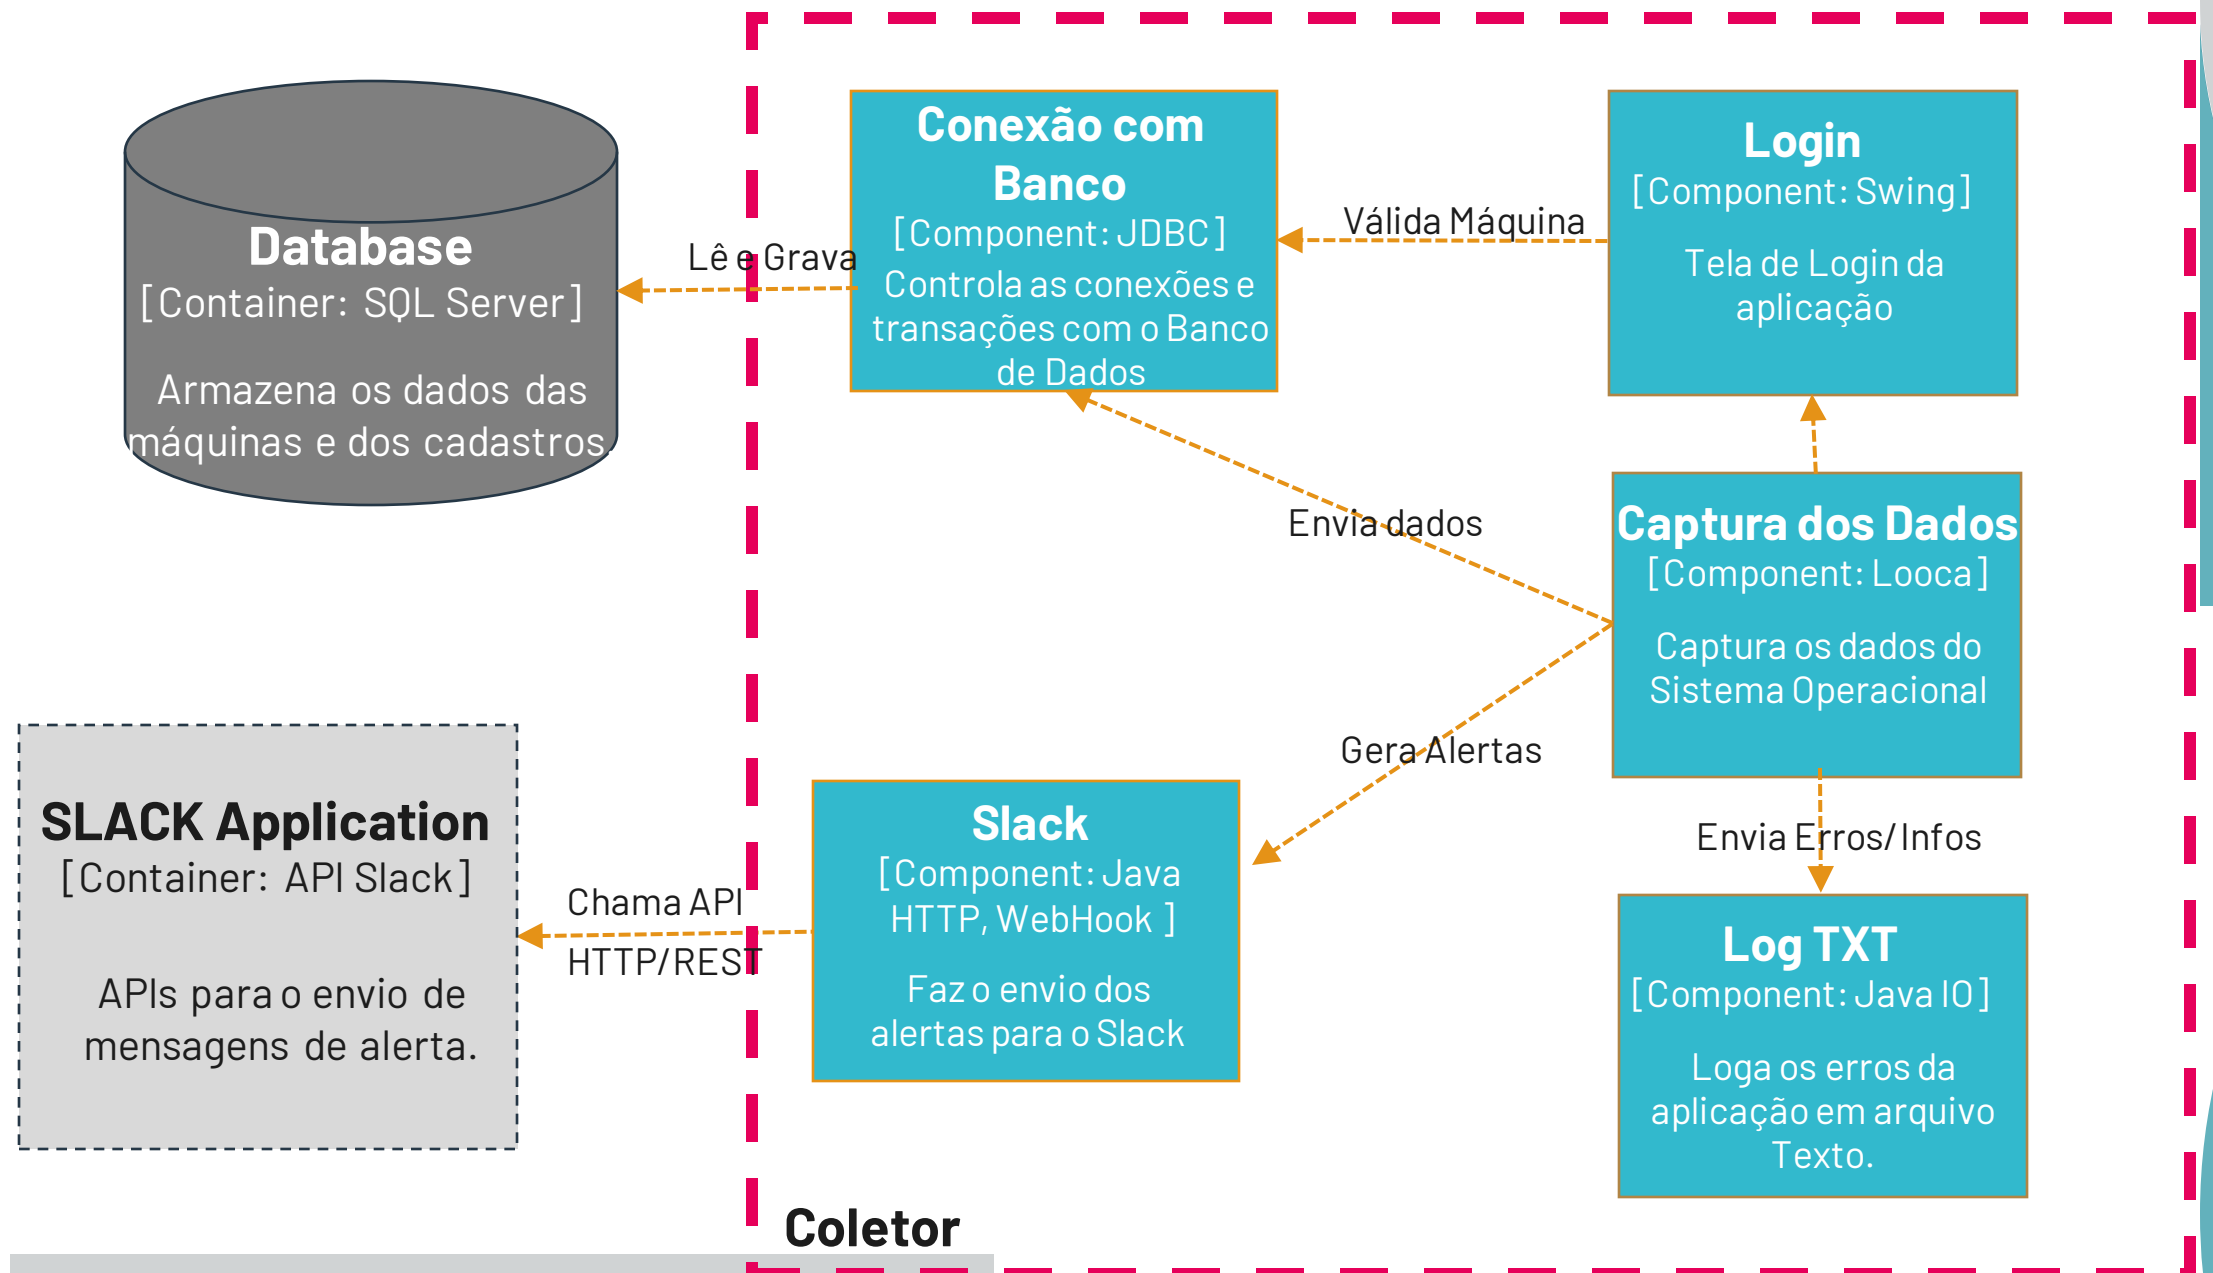 Database
[Container: SQL Server]
Armazena os dados das
máquinas e dos cadastros.
Lê e Grava
Conexão com
Banco
[Component: JDBC]
Controla as conexões e
transações com o Banco
de Dados
Válida Máquina
Login
[Component: Swing]
Tela de Login da
aplicação
Envia dados
Captura dos Dados
[Component: Looca]
Captura os dados do
Sistema Operacional
Gera Alertas
SLACK Application
[Container: API Slack]
APIs para o envio de
mensagens de alerta.
Chama API
HTTP/REST
Slack
[Component: Java
HTTP, WebHook ]
Faz o envio dos
alertas para o Slack
Envia Erros/Infos
Log TXT
[Component: Java IO]
Loga os erros da
aplicação em arquivo
Texto.
Coletor